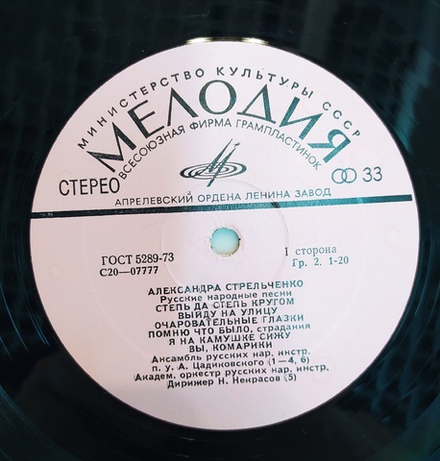 МИНИСТЕРСТВО КУЛЬТУРЫ СССР
МЕЛОДИЯ
ВСЕСОЮЗНАЯ ФИРМА ГРАМПЛАСТИНОК
СТЕРЕО
33
АПРЕЛЕВСКИЙ ОРДЕНА ЛЕНИНА ЗАВОД
ГОСТ 5289-73
С20—07777
1 сторона
Гр. 2. 1-20
АЛЕКСАНДРА СТРЕЛЬЧЕНКО
Русские народные песни
СТЕПЬ ДА СТЕПЬ КРУГОМ
ВЫЙДУ НА УЛИЦУ
ОЧАРОВАТЕЛЬНЫЕ ГЛАЗКИ
ПОМНЮ ЧТО БЫЛО, страдания
Я НА КАМУШКЕ СИЖУ
ВЫ, КОМАРИКИ
Ансамбль русских нар. инстр.
п. у. А. Цадиковского (1—4, 6)
Академ. оркестр русских нар. инстр.
Дирижер Н. Некрасов (5)